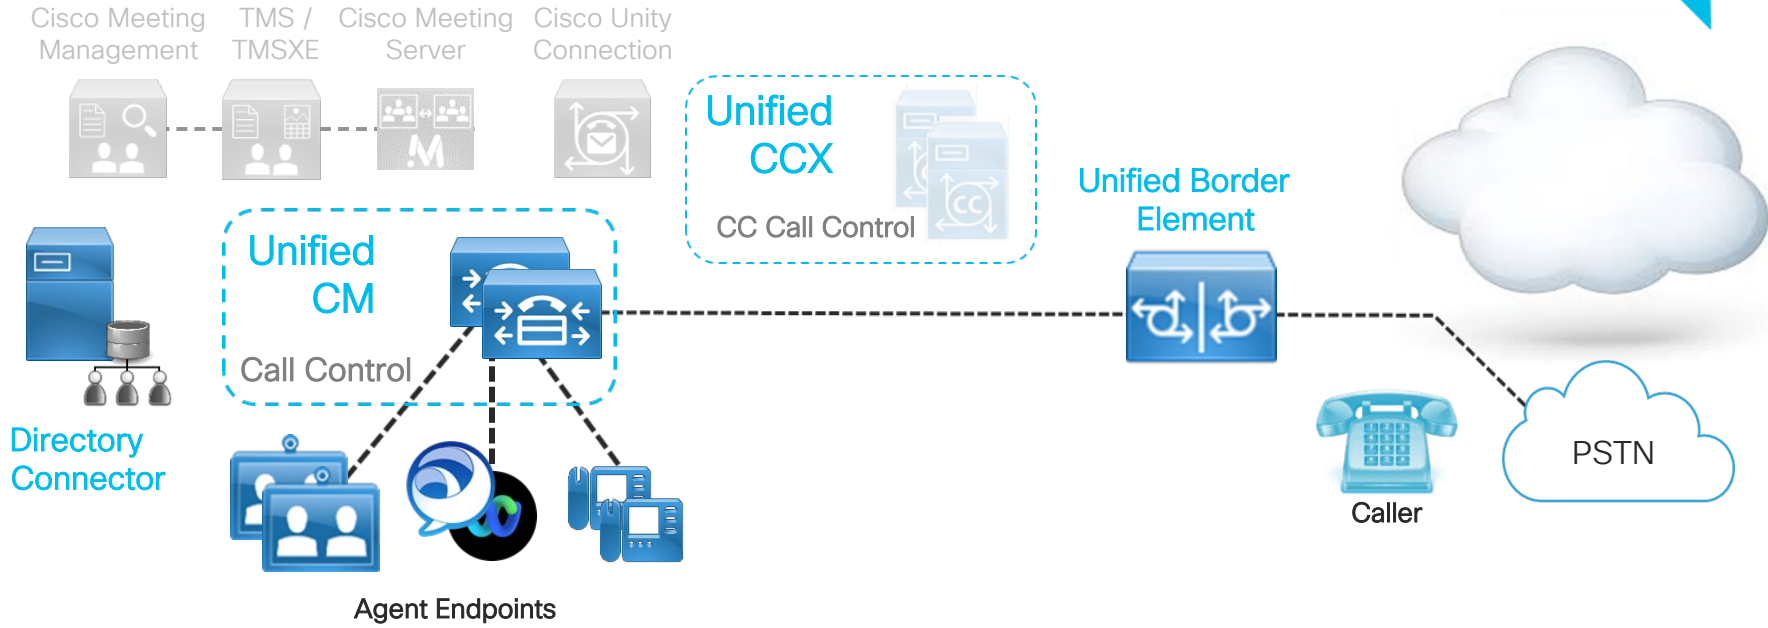 Cisco Meeting
Management
TMS /
TMSXE
Cisco Meeting
Server
Cisco Unity
Connection
Unified
CCX
CC
CC Call Control
Unified Border
Element
Unified
CM
Call Control
Directory
Connector
Agent Endpoints
Caller
PSTN